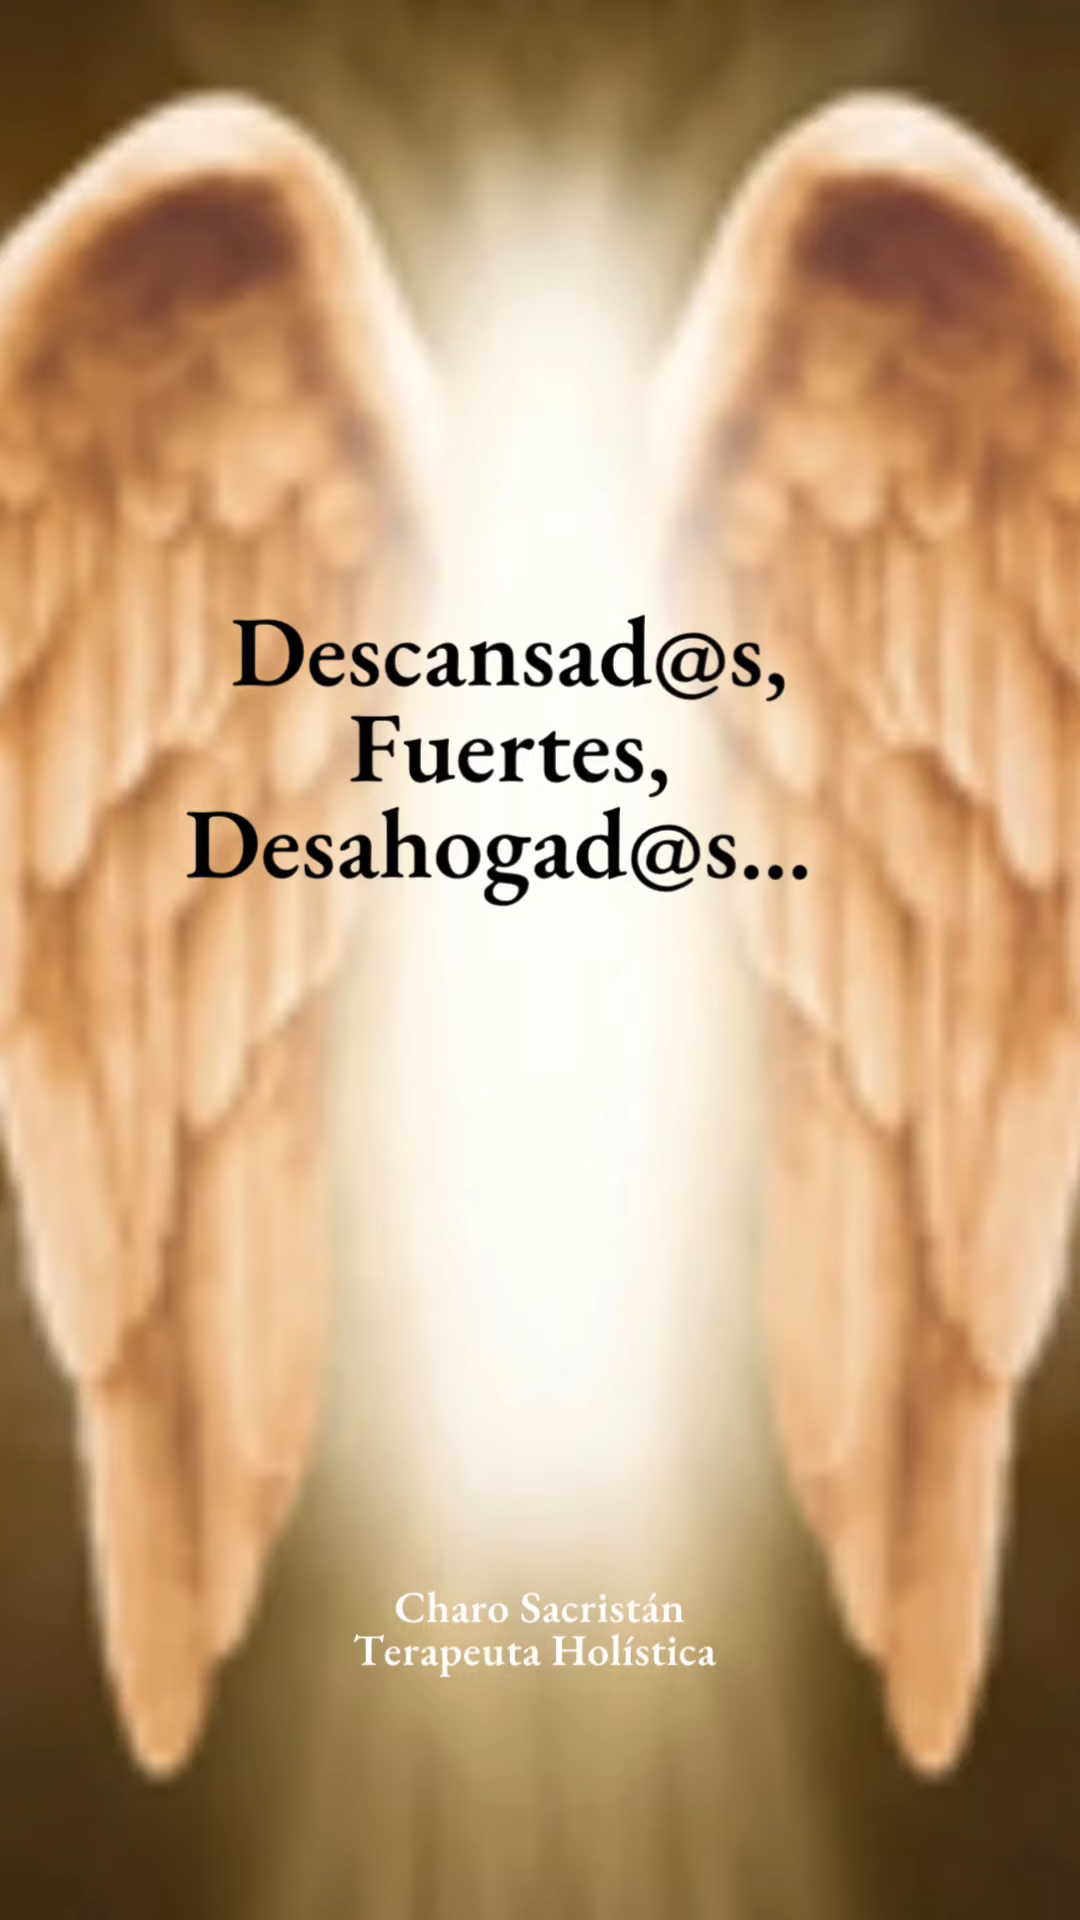 Descansad@s,
Fuertes,
Desahogad@s...
Charo Sacristán
Terapeuta Holística